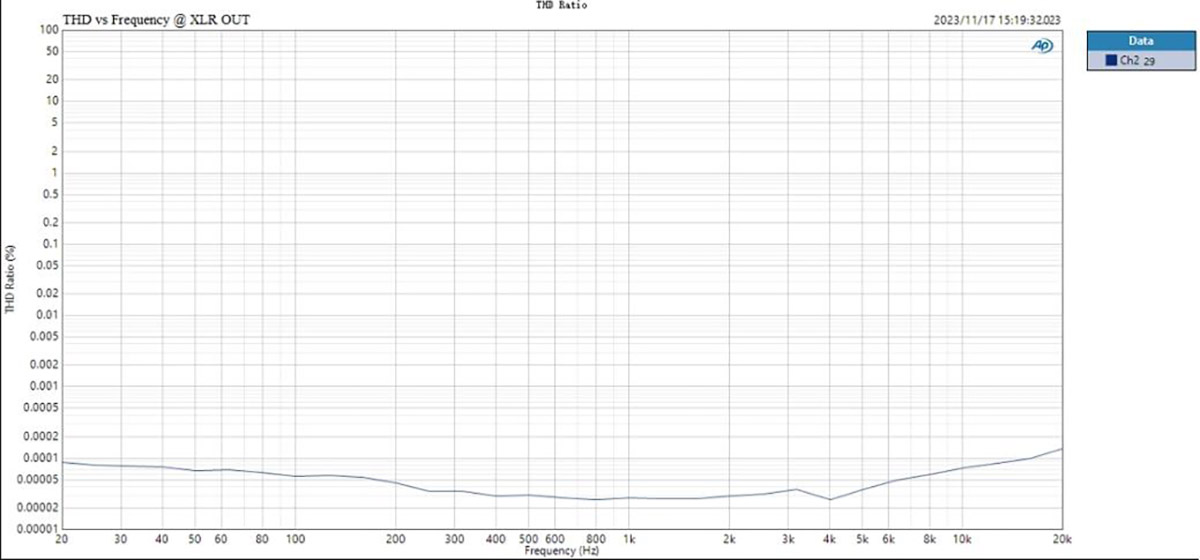 THD Ratio
THD vs Frequency @ XLR OUT
2023/11/17 15:19:32.023
AP
Data
Ch2 29
THD Ratio (%)
100
50
20
10
5
2
1
0.5
0.2
0.1
0.05
0.02
0.01
0.005
0.002
0.001
0.0005
0.0002
0.0001
0.00005
0.00002
0.00001
20 30 40 50 60 80 100 200 300 400 500 600 800 1k 2k 3k 4k 5k 6k 8k 10k 20k
Frequency (Hz)